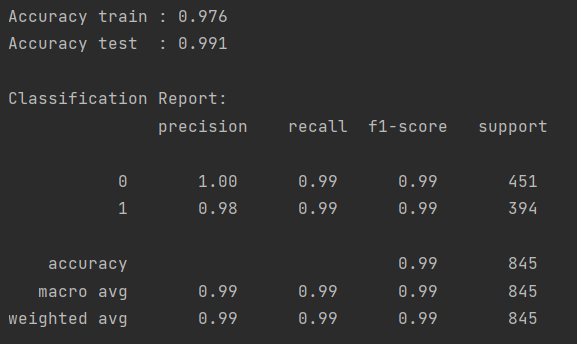 Accuracy train : 0.976
Accuracy test  : 0.991
Classification Report:
precision recall f1-score support
0 1.00 0.99 0.99 451
1 0.98 0.99 0.99 394
accuracy 0.99 845
macro avg 0.99 0.99 0.99 845
weighted avg 0.99 0.99 0.99 845